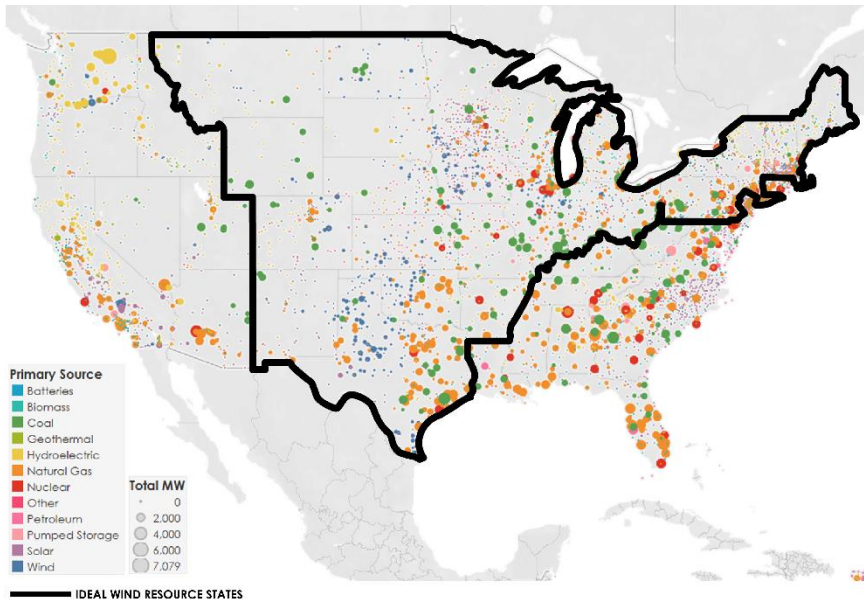 Primary Source
Batteries
Biomass
Coal
Geothermal
Hydroelectric
Natural Gas
Nuclear
Other
Petroleum
Pumped Storage
Solar
Wind
Total MW
0
2,000
4,000
6,000
7,079
IDEAL WIND RESOURCE STATES